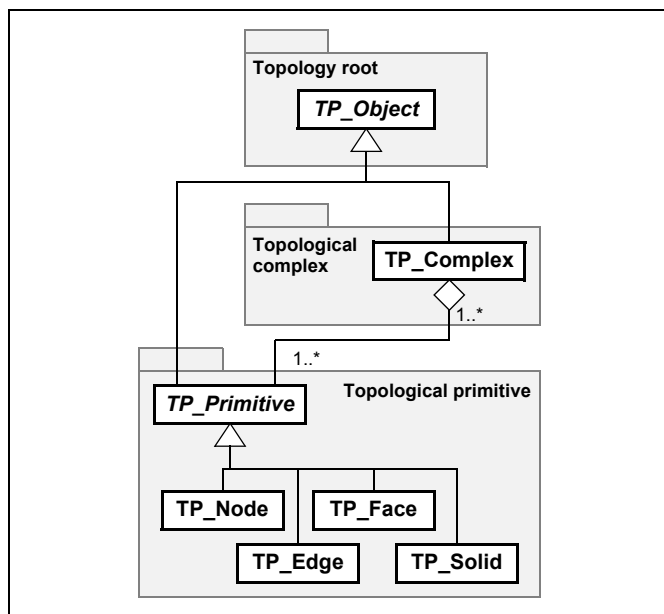 Topology root
TP_Object
Topological
complex
TP_Complex
1..*
1..*
TP_Primitive
Topological primitive
TP_Node
TP_Face
TP_Edge
TP_Solid